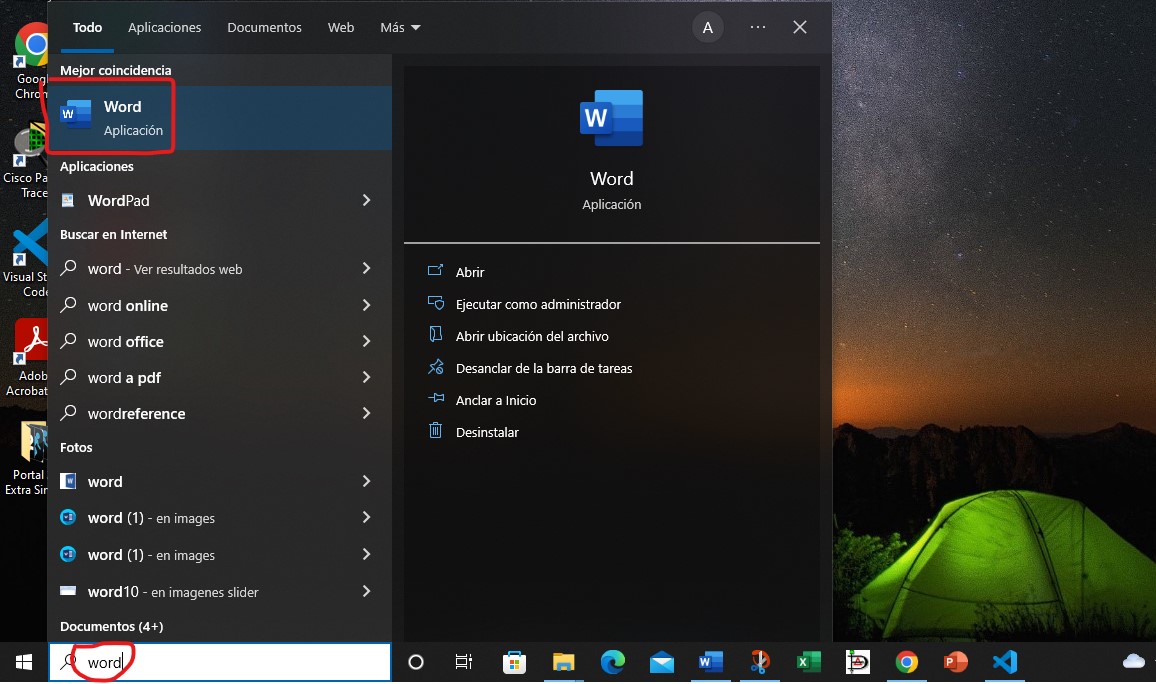 Todo Aplicaciones Documentos Web Más A ...
Mejor coincidencia
W Word
Aplicación
Aplicaciones
WordPad
Buscar en Internet
word - Ver resultados web
word online
word office
word a pdf
wordreference
Fotos
word
word (1) - en images
word (1) - en images
word10 - en imagenes slider
Documentos (4+)
word
W
Word
Aplicación
Abrir
Ejecutar como administrador
Abrir ubicación del archivo
Desanclar de la barra de tareas
Anclar a Inicio
Desinstalar
Goog
Chron
Cisco Pa
Trace
Visual St
Code
Adob
Acrobat
Portal
Extra Sin